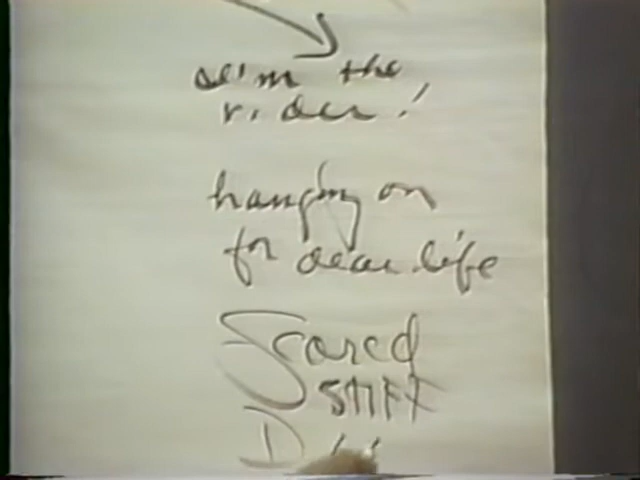 I'm the
rider!
hanging on
for dear life
Scared
STIFF